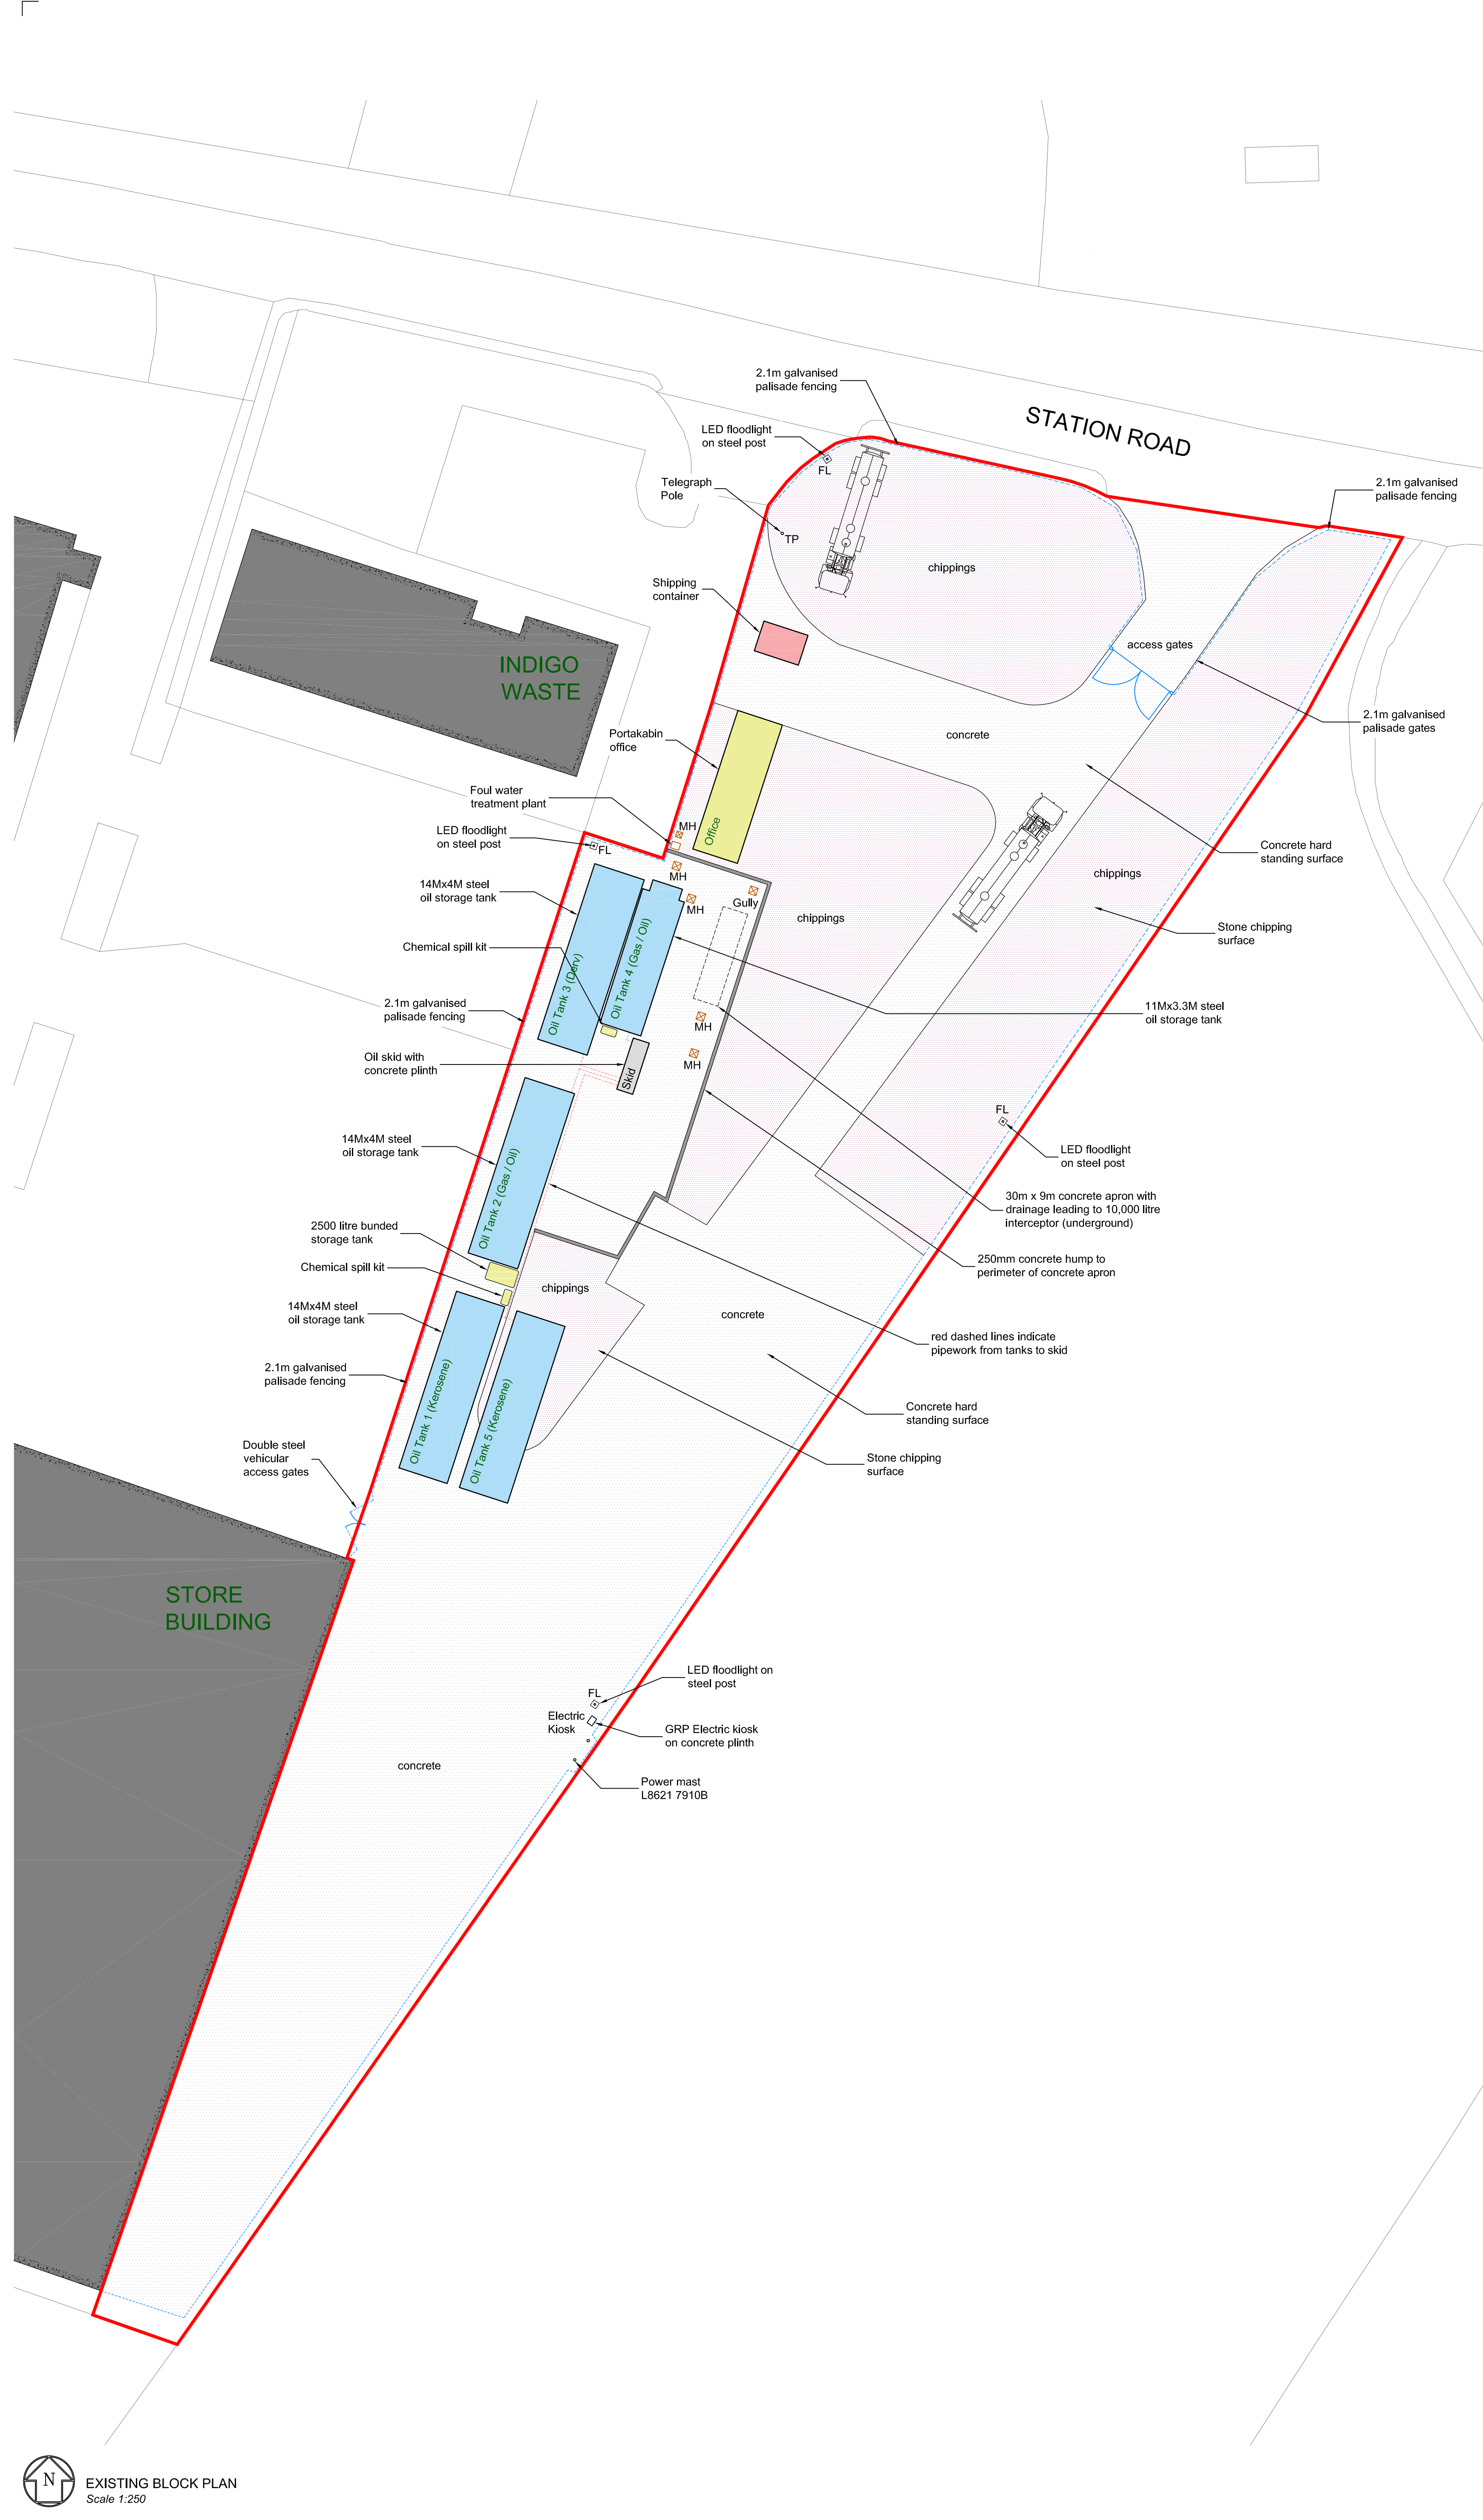 2.1m galvanised
palisade fencing
STATION ROAD
LED floodlight
on steel post
FL
2.1m galvanised
palisade fencing
Telegraph
Pole
TP
chippings
Shipping
container
access gates
INDIGO
WASTE
2.1m galvanised
palisade gates
Portakabin
office
concrete
Foul water
treatment plant
MH
Office
LED floodlight
on steel post
FL
Concrete hard
standing surface
MH
chippings
14Mx4M steel
oil storage tank
MH
Gully
chippings
Stone chipping
surface
Chemical spill kit
Oil Tank 3 (Derv)
Oil Tank 4 (Gas / Oil)
2.1m galvanised
palisade fencing
11Mx3.3M steel
oil storage tank
MH
Oil skid with
concrete plinth
Skid
MH
FL
14Mx4M steel
oil storage tank
LED floodlight
on steel post
Oil Tank 2 (Gas / Oil)
30m x 9m concrete apron with
drainage leading to 10,000 litre
interceptor (underground)
2500 litre bunded
storage tank
250mm concrete hump to
perimeter of concrete apron
Chemical spill kit
chippings
14Mx4M steel
oil storage tank
concrete
red dashed lines indicate
pipework from tanks to skid
2.1m galvanised
palisade fencing
Oil Tank 1 (Kerosene)
Oil Tank 5 (Kerosene)
Concrete hard
standing surface
Double steel
vehicular
access gates
Stone chipping
surface
STORE
BUILDING
LED floodlight on
steel post
FL
Electric
Kiosk
GRP Electric kiosk
on concrete plinth
concrete
Power mast
L8621 7910B
N
EXISTING BLOCK PLAN
Scale 1:250